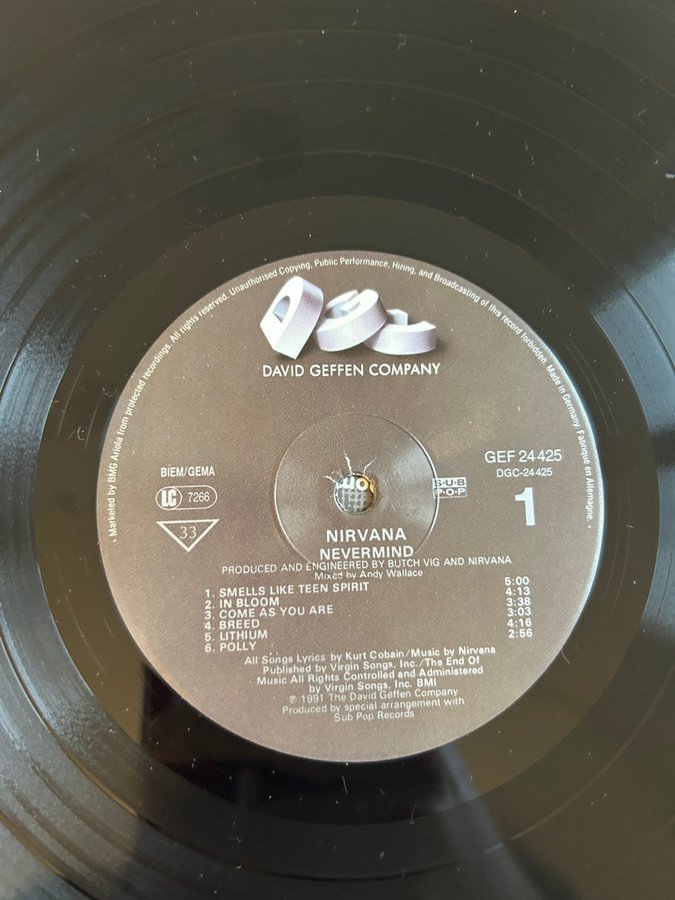 Marketed by BMG Ariola from protected recordings. All rights reserved. Unauthorised Copying, Public Performance, Hiring, and Broadcasting of this record forbidden. Made in Germany. Fabriqué en Allemagne.
DGC
DAVID GEFFEN COMPANY
BIEM/GEMA
LC 7266
33
GEF 24 425
DGC-24 425
SUB
POP
1
NIRVANA
NEVERMIND
PRODUCED AND ENGINEERED BY BUTCH VIG AND NIRVANA
Mixed by Andy Wallace
1. SMELLS LIKE TEEN SPIRIT 5:00
2. IN BLOOM 4:13
3. COME AS YOU ARE 3:38
4. BREED 3:03
5. LITHIUM 4:16
6. POLLY 2:56
All Songs Lyrics by Kurt Cobain/Music by Nirvana
Published by Virgin Songs, Inc./The End Of
Music All Rights Controlled and Administered
by Virgin Songs, Inc. BMI
℗ 1991 The David Geffen Company
Produced by special arrangement with
Sub Pop Records